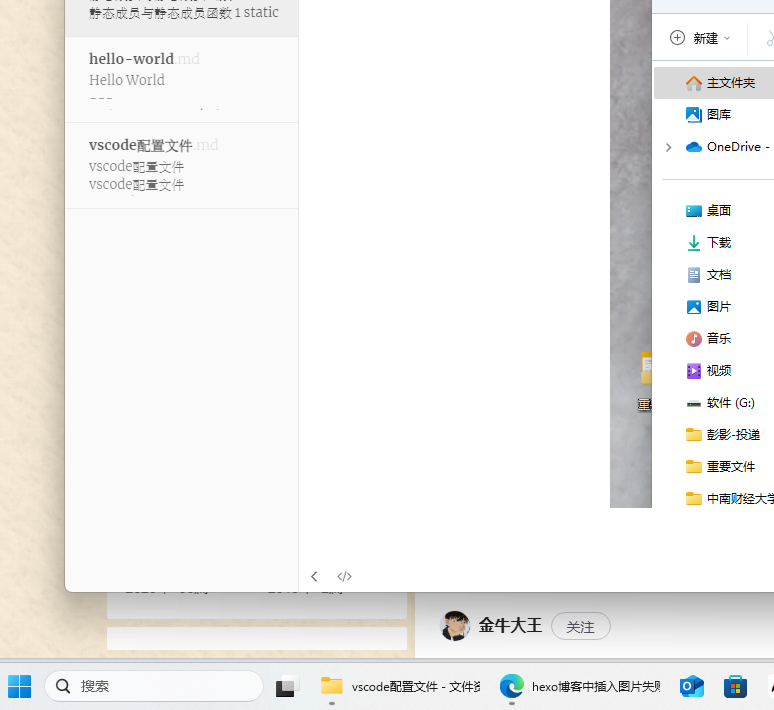 静态成员与静态成员函数 1 static
hello-world.md
Hello World
---
vscode配置文件.md
vscode配置文件
vscode配置文件
新建
主文件夹
图库
OneDrive -
桌面
下载
文档
图片
音乐
视频
软件 (G:)
彭影-投递
重要文件
中南财经大学
金牛大王
关注
搜索
vscode配置文件 - 文件资
hexo博客中插入图片失败